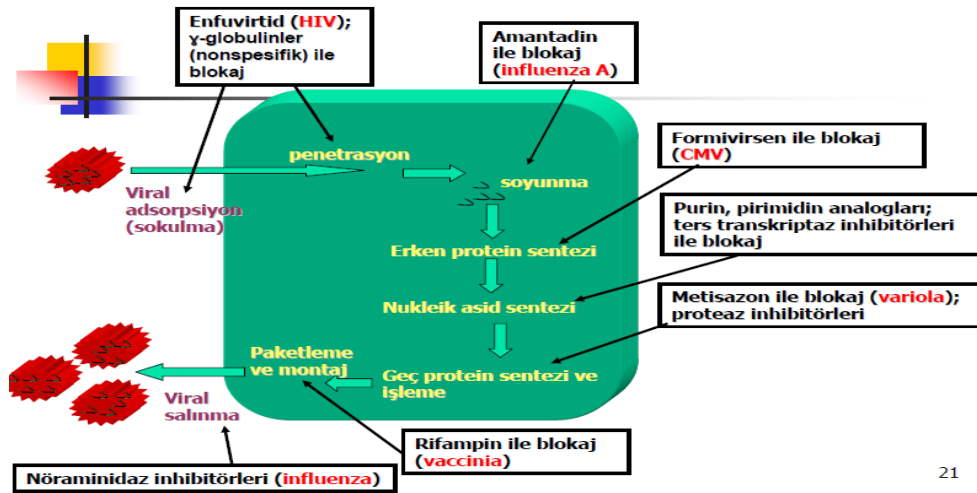 Enfuvirtid (HIV);
ɣ-globulinler
(nonspesifik) ile
blokaj
Amantadin
ile blokaj
(influenza A)
Formivirsen ile blokaj
(CMV)
penetrasyon
soyunma
Viral
adsorpsiyon
(sokulma)
Purin, pirimidin analogları;
ters transkriptaz inhibitörleri
ile blokaj
Erken protein sentezi
Nukleik asid sentezi
Metisazon ile blokaj (variola);
proteaz inhibitörleri
Paketleme
ve montaj
Geç protein sentezi ve
işleme
Viral
salınma
Rifampin ile blokaj
(vaccinia)
Nöraminidaz inhibitörleri (influenza)
21